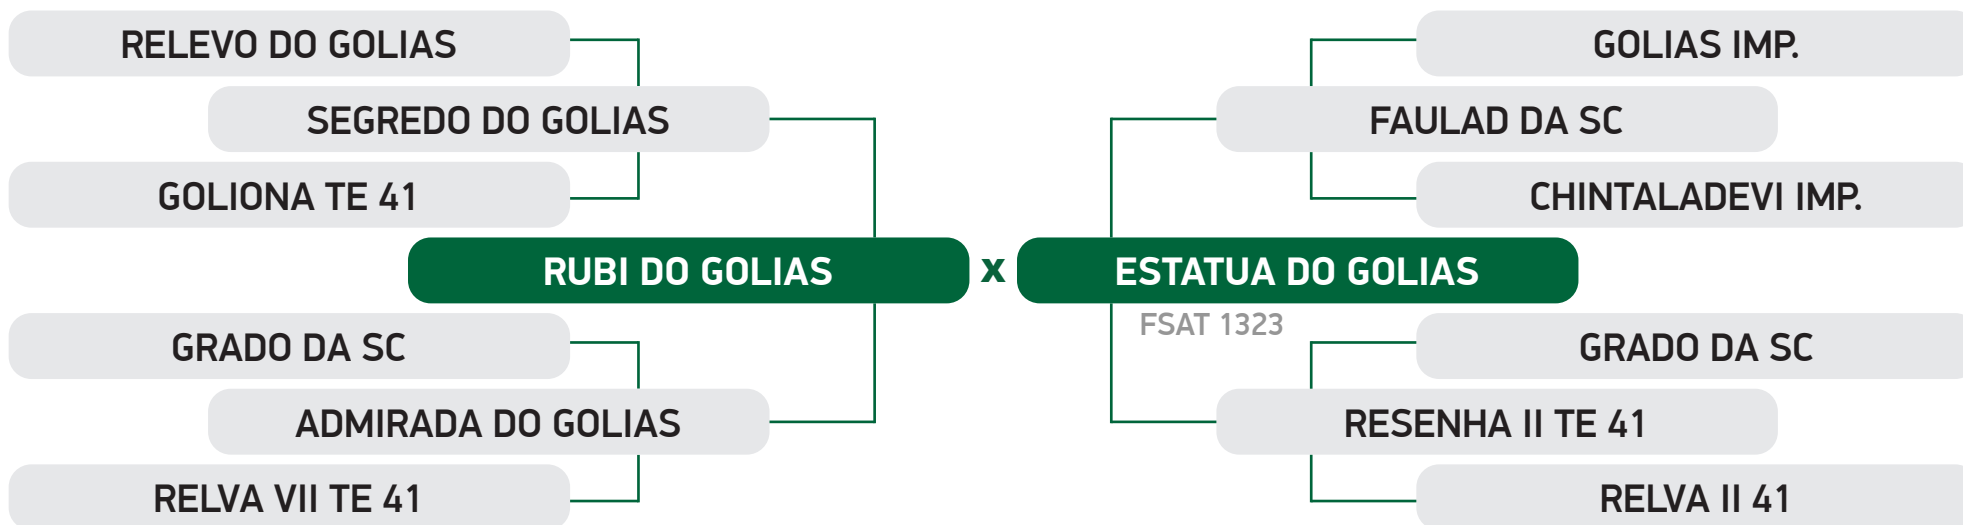 RELEVO DO GOLIAS
GOLIAS IMP.
SEGREDO DO GOLIAS
FAULAD DA SC
GOLIONA TE 41
CHINTALADEVI IMP.
RUBI DO GOLIAS x ESTATUA DO GOLIAS
FSAT 1323
GRADO DA SC
GRADO DA SC
ADMIRADA DO GOLIAS
RESENHA II TE 41
RELVA VII TE 41
RELVA II 41